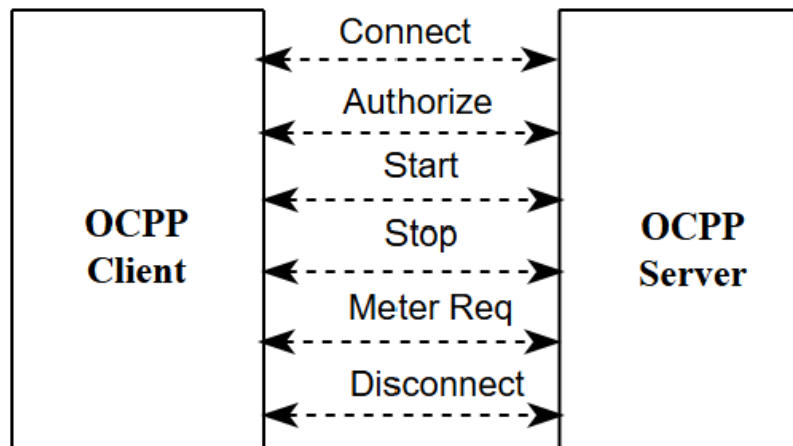 Connect
Authorize
Start
Stop
Meter Req
Disconnect
OCPP
Client
OCPP
Server